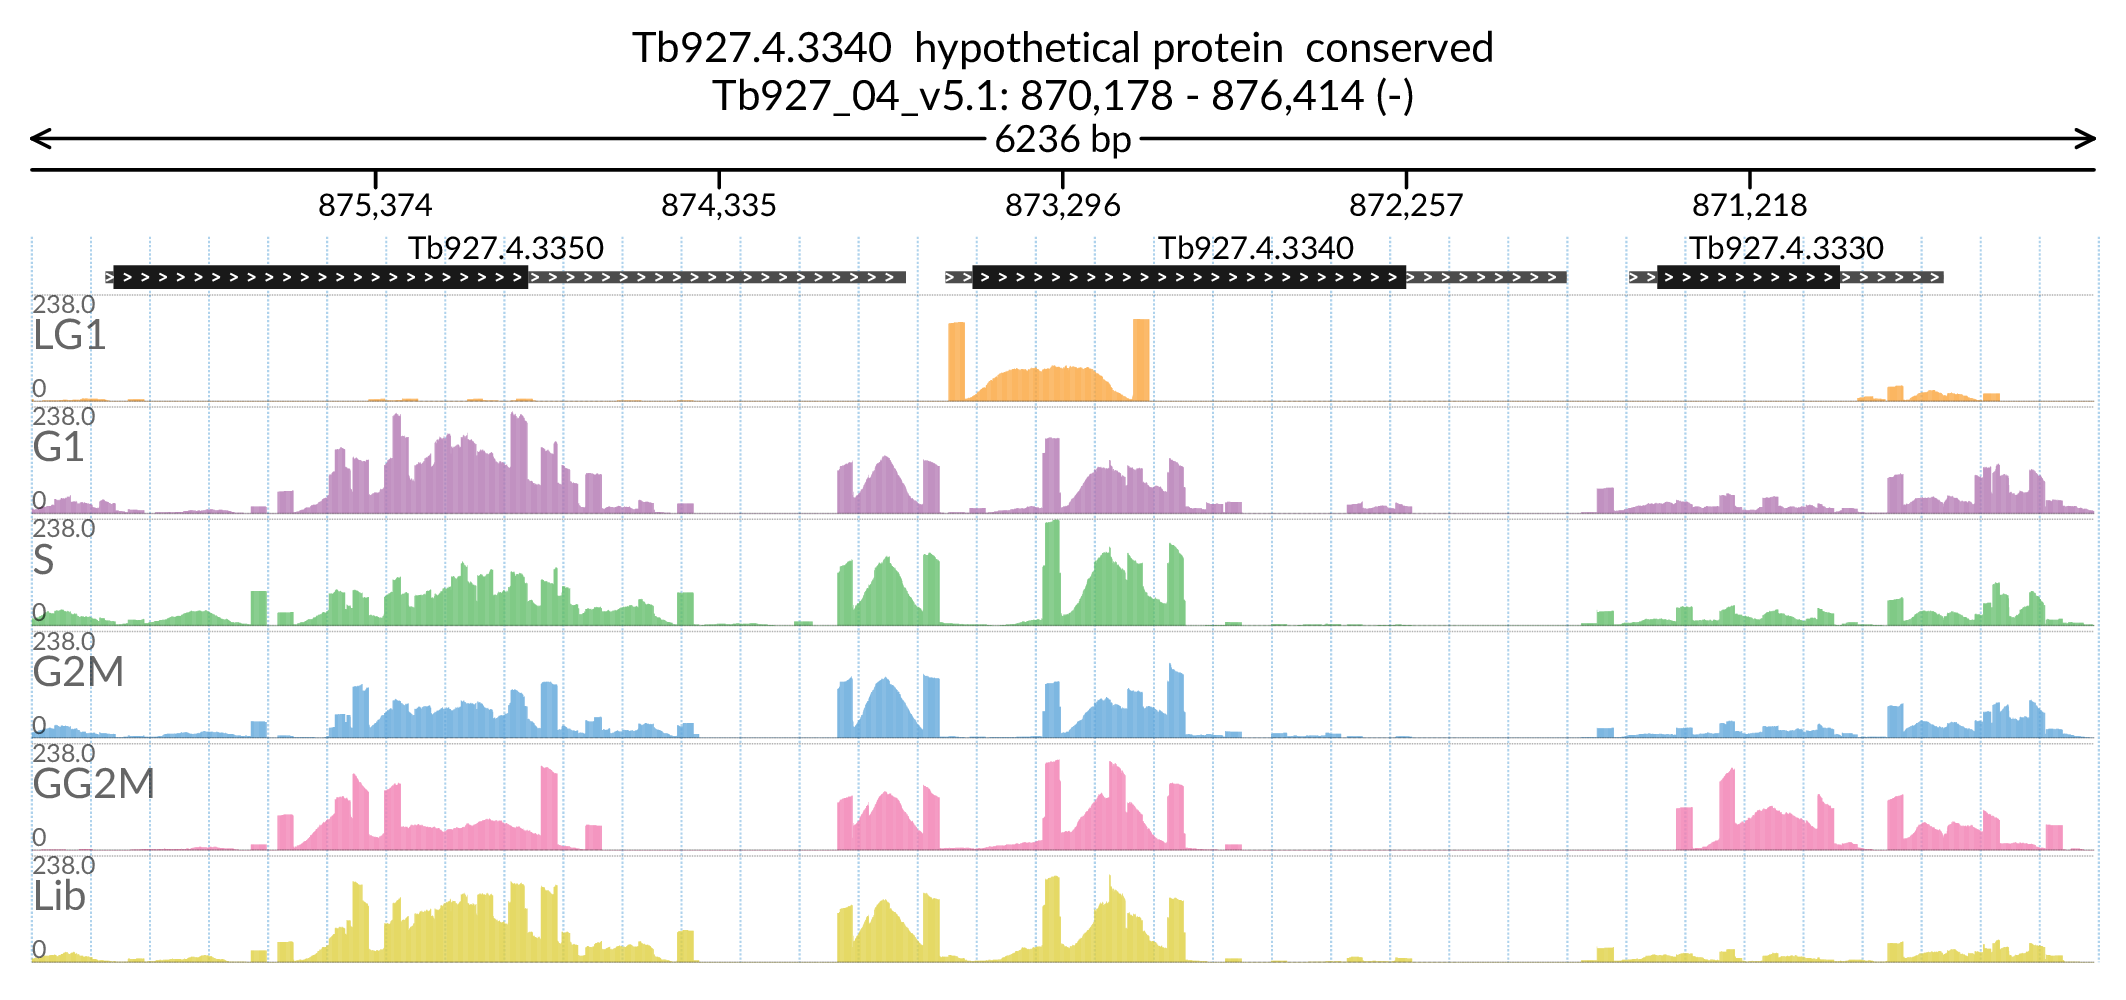 Tb927.4.3340  hypothetical protein  conserved
Tb927_04_v5.1: 870,178 - 876,414 (-)
6236 bp
875,374 874,335 873,296 872,257 871,218
Tb927.4.3350 Tb927.4.3340 Tb927.4.3330
238.0
LG1
0
238.0
G1
0
238.0
S
0
238.0
G2M
0
238.0
GG2M
0
238.0
Lib
0